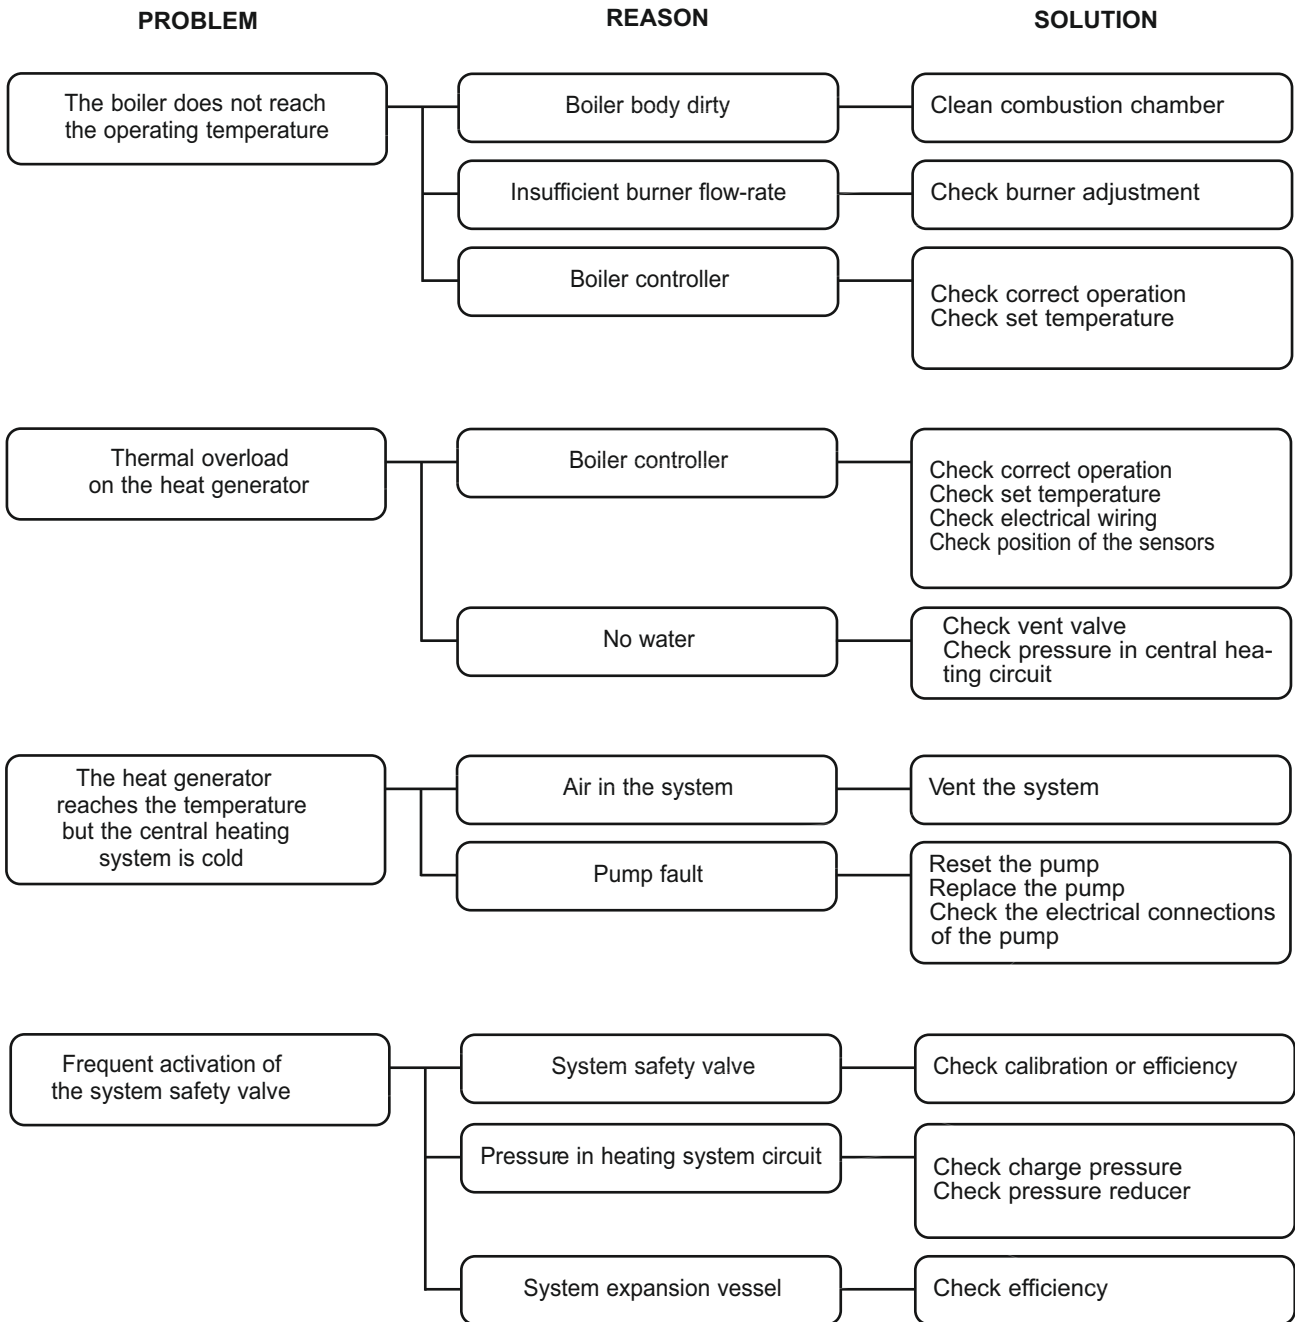 PROBLEM
REASON
SOLUTION
The boiler does not reach
the operating temperature
Boiler body dirty
Clean combustion chamber
Insufficient burner flow-rate
Check burner adjustment
Boiler controller
Check correct operation
Check set temperature
Thermal overload
on the heat generator
Boiler controller
Check correct operation
Check set temperature
Check electrical wiring
Check position of the sensors
No water
Check vent valve
Check pressure in central hea-
ting circuit
The heat generator
reaches the temperature
but the central heating
system is cold
Air in the system
Vent the system
Pump fault
Reset the pump
Replace the pump
Check the electrical connections
of the pump
Frequent activation of
the system safety valve
System safety valve
Check calibration or efficiency
Pressure in heating system circuit
Check charge pressure
Check pressure reducer
System expansion vessel
Check efficiency